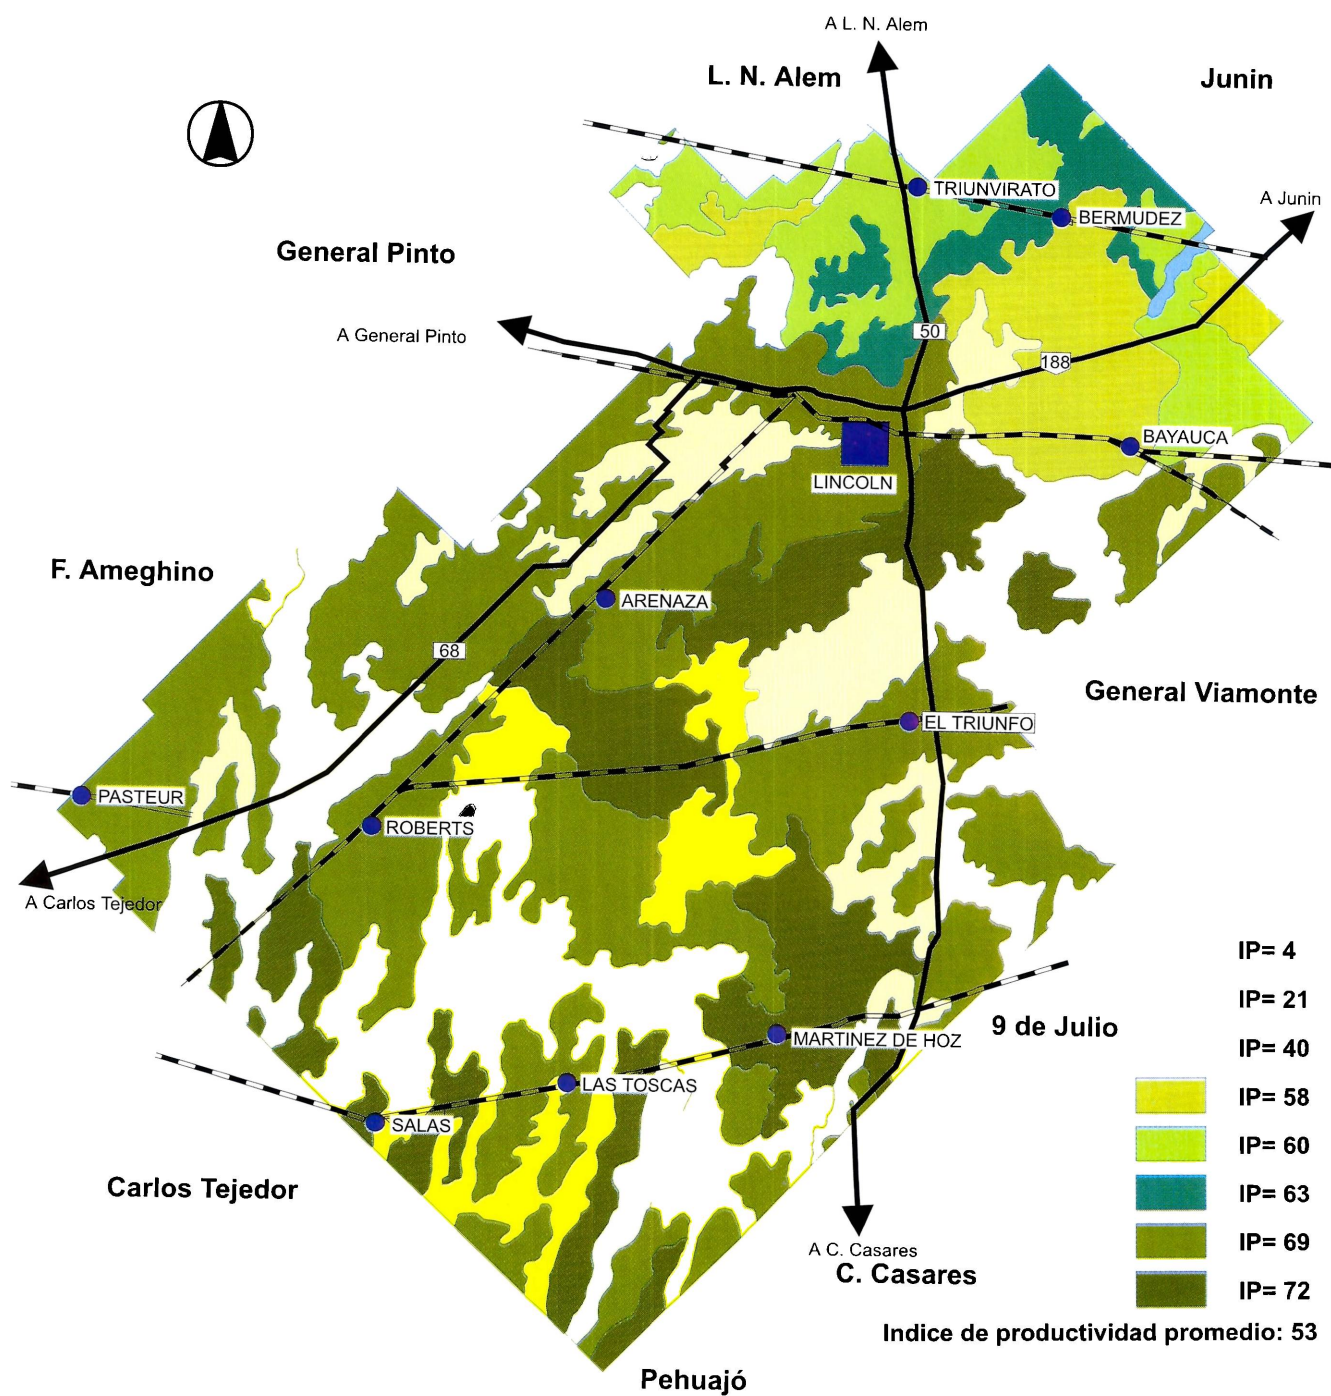 A L. N. Alem
L. N. Alem
Junin
TRIUNVIRATO
A Junin
BERMUDEZ
General Pinto
A General Pinto
50
188
BAYAUCA
LINCOLN
F. Ameghino
ARENAZA
68
General Viamonte
EL TRIUNFO
PASTEUR
ROBERTS
A Carlos Tejedor
IP= 4
IP= 21
9 de Julio
MARTINEZ DE HOZ
IP= 40
LAS TOSCAS
IP= 58
SALAS
IP= 60
Carlos Tejedor
IP= 63
IP= 69
A C. Casares
C. Casares
IP= 72
Indice de productividad promedio: 53
Pehuajó